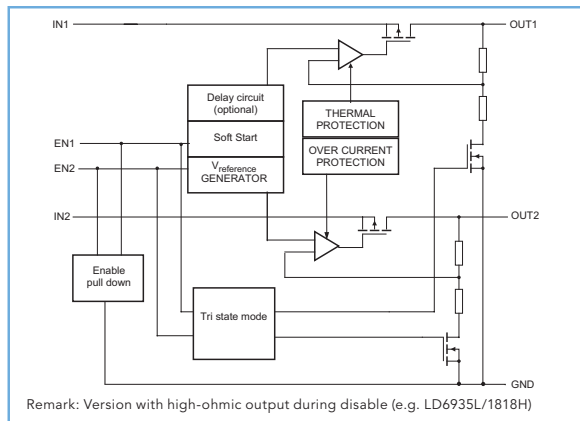 IN1
OUT1
Delay circuit
(optional)
THERMAL
PROTECTION
Soft Start
EN1
OVER CURRENT
PROTECTION
EN2
Vreference
GENERATOR
IN2
OUT2
Enable
pull down
Tri state mode
GND
Remark: Version with high-ohmic output during disable (e.g. LD6935L/1818H)